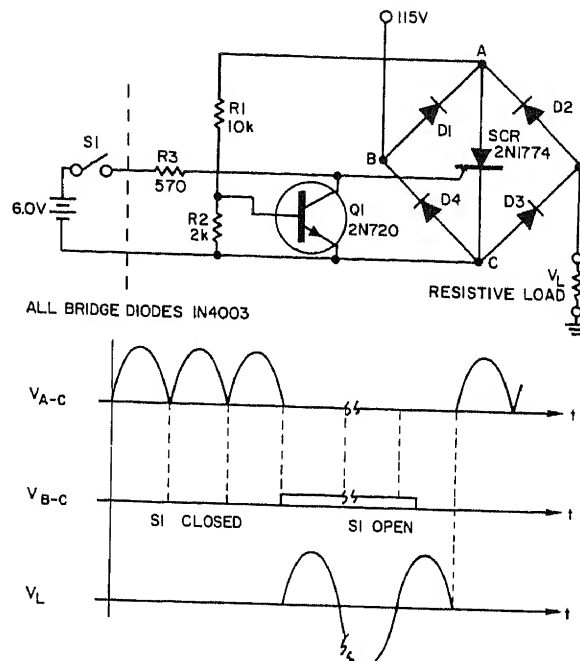 115V
A
R1
10k
D1
D2
SCR
2N1774
S1
R3
570
B
6.0V
R2
2k
Q1
2N720
D4
D3
C
VL
RESISTIVE LOAD
ALL BRIDGE DIODES IN4003
VA-C
t
VB-C
t
S1 CLOSED
S1 OPEN
VL
t